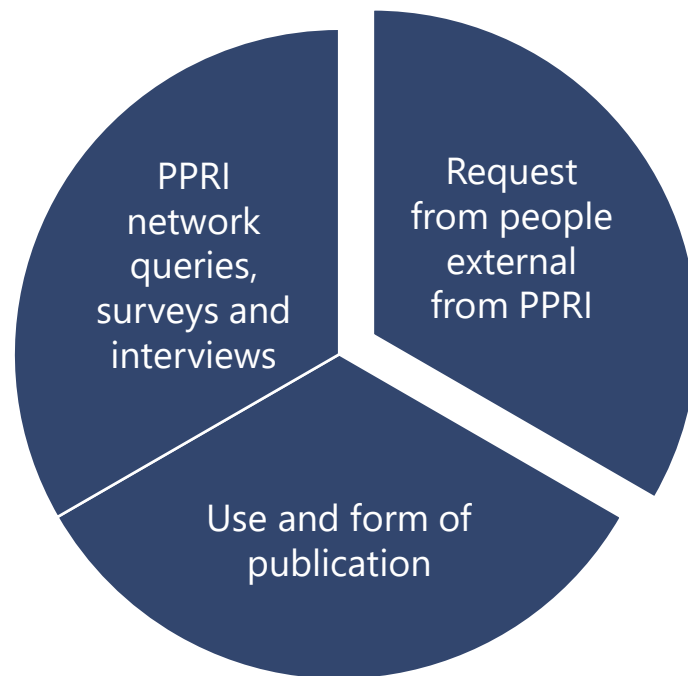 PPRI
network
queries,
surveys and
interviews
Request
from people
external
from PPRI
Use and form of
publication